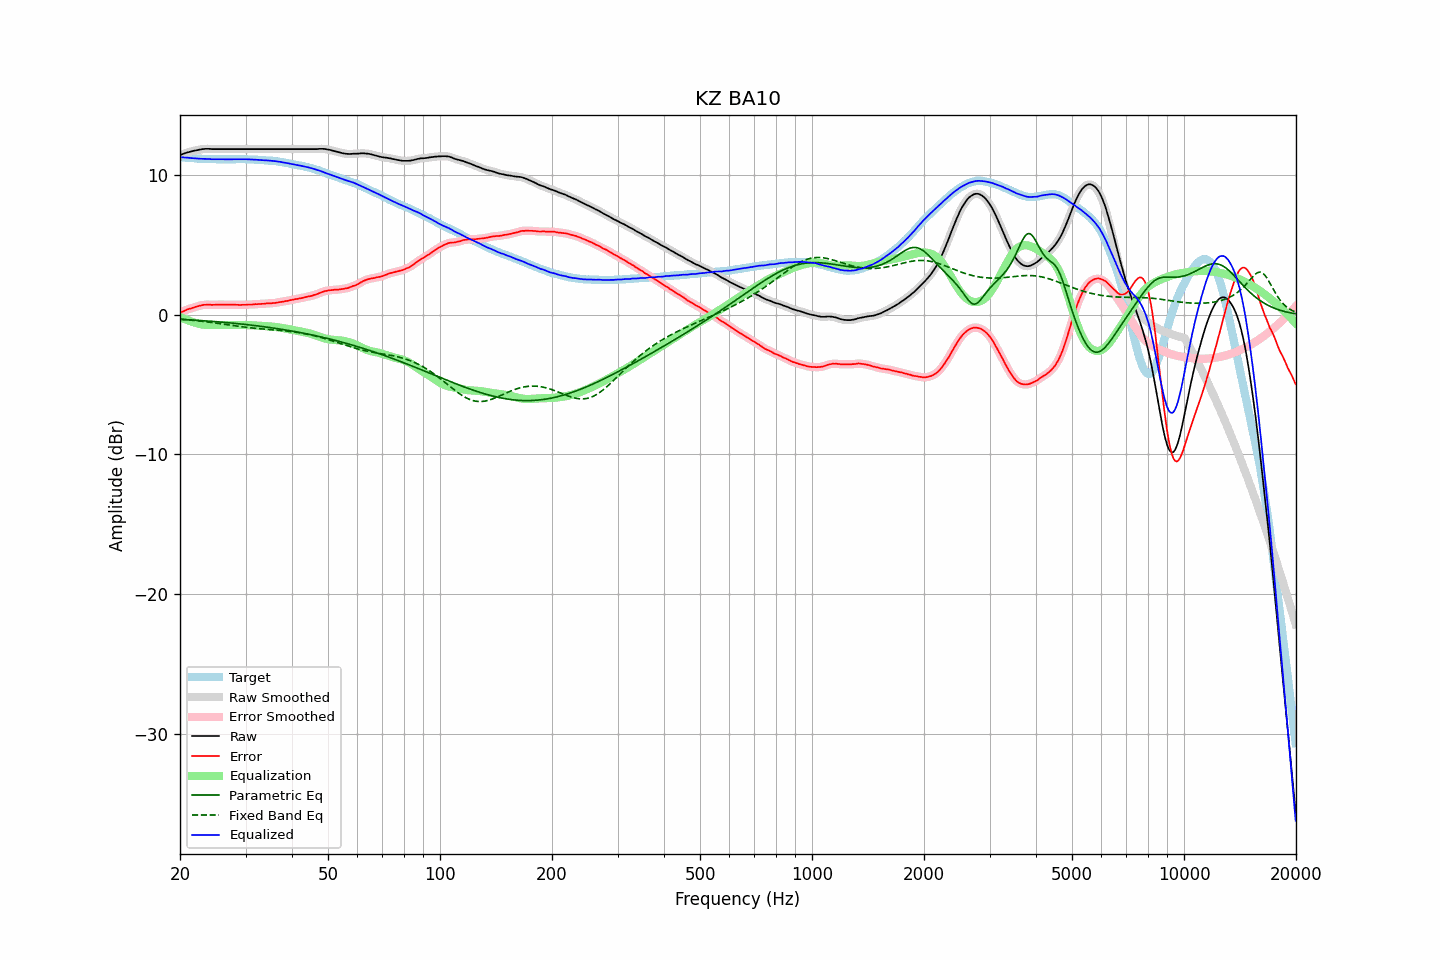 KZ BA10
Amplitude (dBr)
10
0
−10
−20
−30
Target
Raw Smoothed
Error Smoothed
Raw
Error
Equalization
Parametric Eq
Fixed Band Eq
Equalized
20 50 100 200 500 1000 2000 5000 10000 20000
Frequency (Hz)